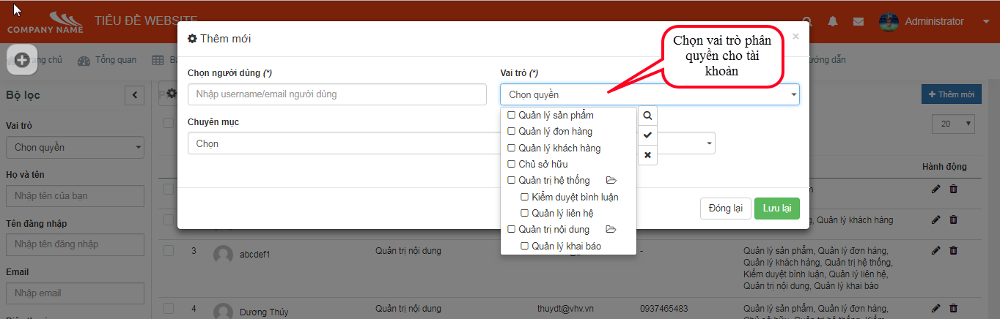 COMPANY NAME
TIÊU ĐỀ WEBSITE
Administrator
Trang chủ
Tổng quan
ướng dẫn
Thêm mới
×
Chọn vai trò phân
quyền cho tài
khoản
Chọn người dùng (*)
Vai trò (*)
Nhập username/email người dùng
Chọn quyền
Chuyên mục
Chọn
Quản lý sản phẩm
Quản lý đơn hàng
Quản lý khách hàng
Chủ sở hữu
Quản trị hệ thống
Kiểm duyệt bình luận
Quản lý liên hệ
Quản trị nội dung
Quản lý khai báo
Đóng lại
Lưu lại
Bộ lọc
Vai trò
Chọn quyền
Họ và tên
Nhập tên của bạn
Tên đăng nhập
Nhập tên đăng nhập
Email
Nhập email
Thêm mới
20
Hành động
, Quản lý khách hàng
3
abcdef1
Quản trị nội dung
-
Quản lý sản phẩm, Quản lý đơn hàng,
Quản lý khách hàng, Quản trị hệ thống,
Kiểm duyệt bình luận, Quản lý liên hệ,
Quản trị nội dung, Quản lý khai báo
4
Dương Thúy
Quản trị nội dung
thuydt@vhv.vn
0937465483
Quản lý sản phẩm, Quản lý đơn hàng,